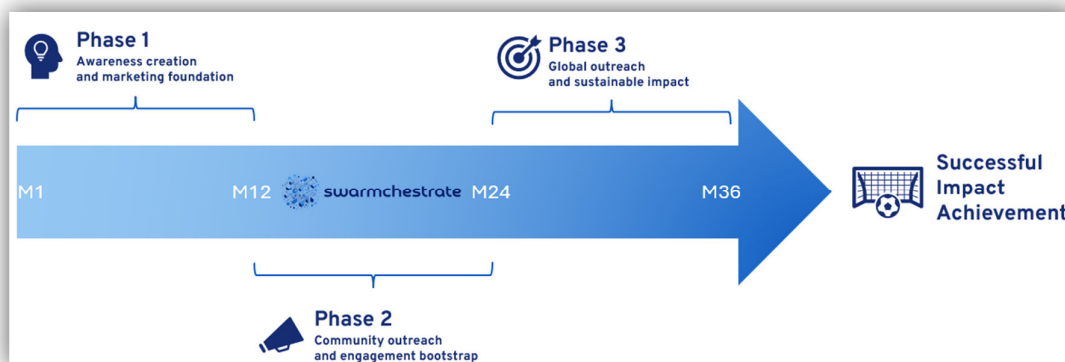 Phase 1
Awareness creation
and marketing foundation
Phase 3
Global outreach
and sustainable impact
M1
M12
swarmchestrate
M24
M36
Successful
Impact
Achievement
Phase 2
Community outreach
and engagement bootstrap